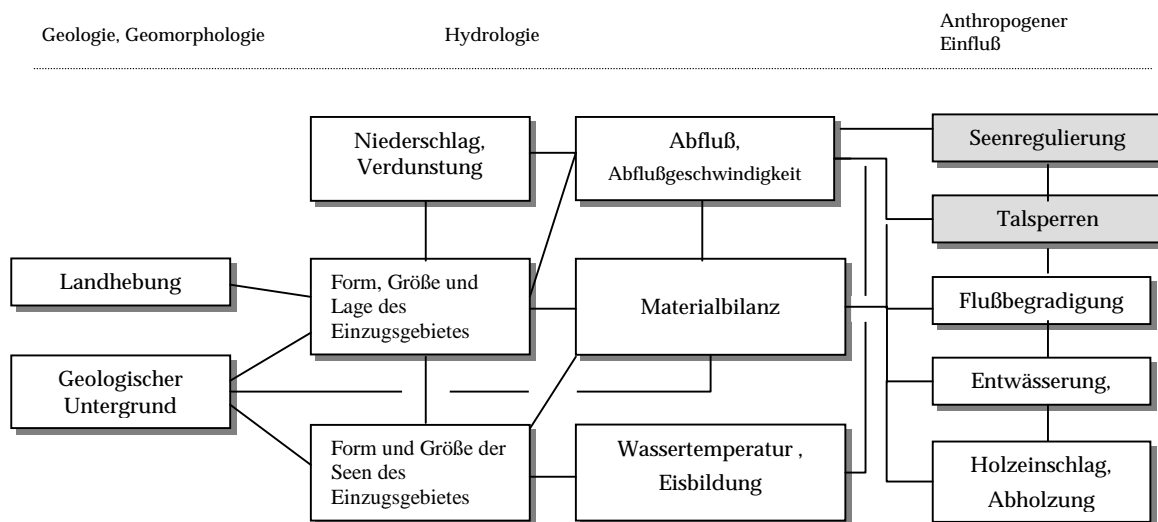 Geologie, Geomorphologie
Hydrologie
Anthropogener
Einfluß
Niederschlag,
Verdunstung
Abfluß,
Abflußgeschwindigkeit
Seenregulierung
Talsperren
Landhebung
Form, Größe und
Lage des
Einzugsgebietes
Materialbilanz
Flußbegradigung
Geologischer
Untergrund
Entwässerung,
Form und Größe der
Seen des
Einzugsgebietes
Wassertemperatur ,
Eisbildung
Holzeinschlag,
Abholzung